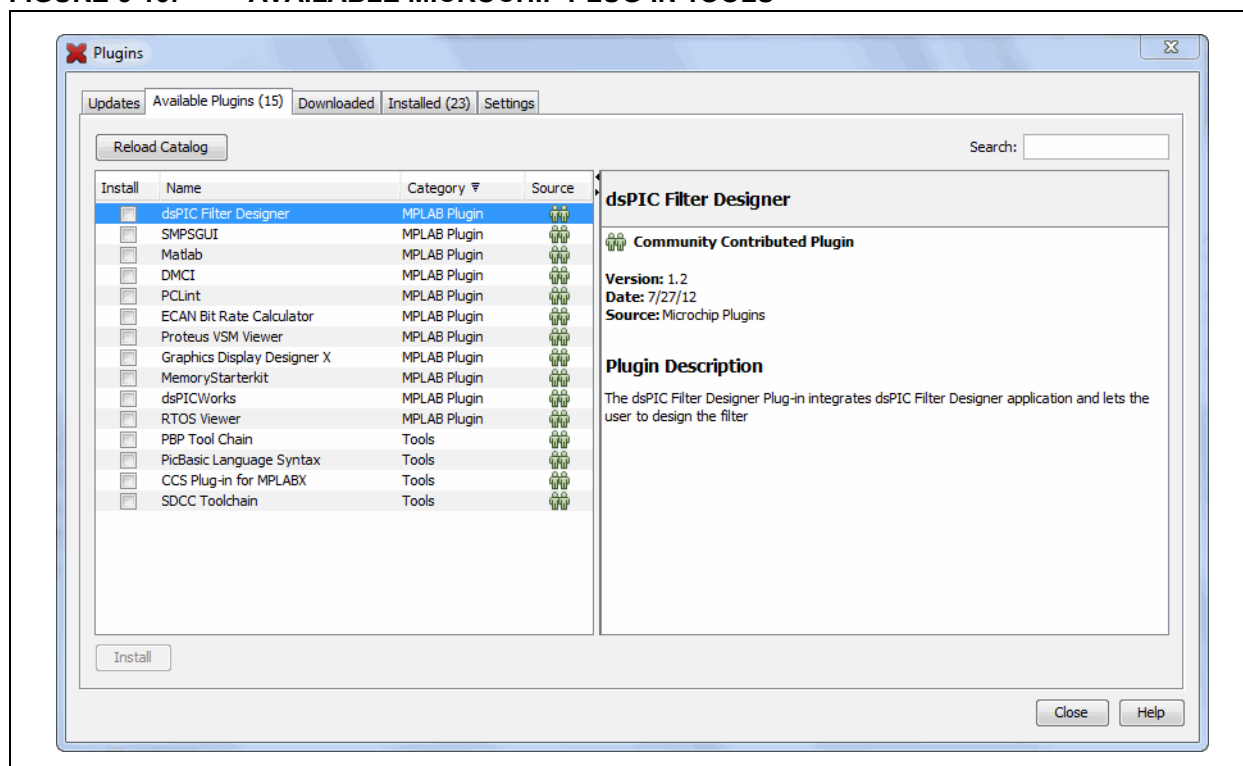 Plugins
Updates Available Plugins (15) Downloaded Installed (23) Settings
Reload Catalog Search:
Install Name Category Source
dsPIC Filter Designer MPLAB Plugin
SMPSGUI MPLAB Plugin
Matlab MPLAB Plugin
DMCI MPLAB Plugin
PCLint MPLAB Plugin
ECAN Bit Rate Calculator MPLAB Plugin
Proteus VSM Viewer MPLAB Plugin
Graphics Display Designer X MPLAB Plugin
MemoryStarterkit MPLAB Plugin
dsPICWorks MPLAB Plugin
RTOS Viewer MPLAB Plugin
PBP Tool Chain Tools
PicBasic Language Syntax Tools
CCS Plug-in for MPLABX Tools
SDCC Toolchain Tools
dsPIC Filter Designer
Community Contributed Plugin
Version: 1.2
Date: 7/27/12
Source: Microchip Plugins
Plugin Description
The dsPIC Filter Designer Plug-in integrates dsPIC Filter Designer application and lets the
user to design the filter
Install
Close Help